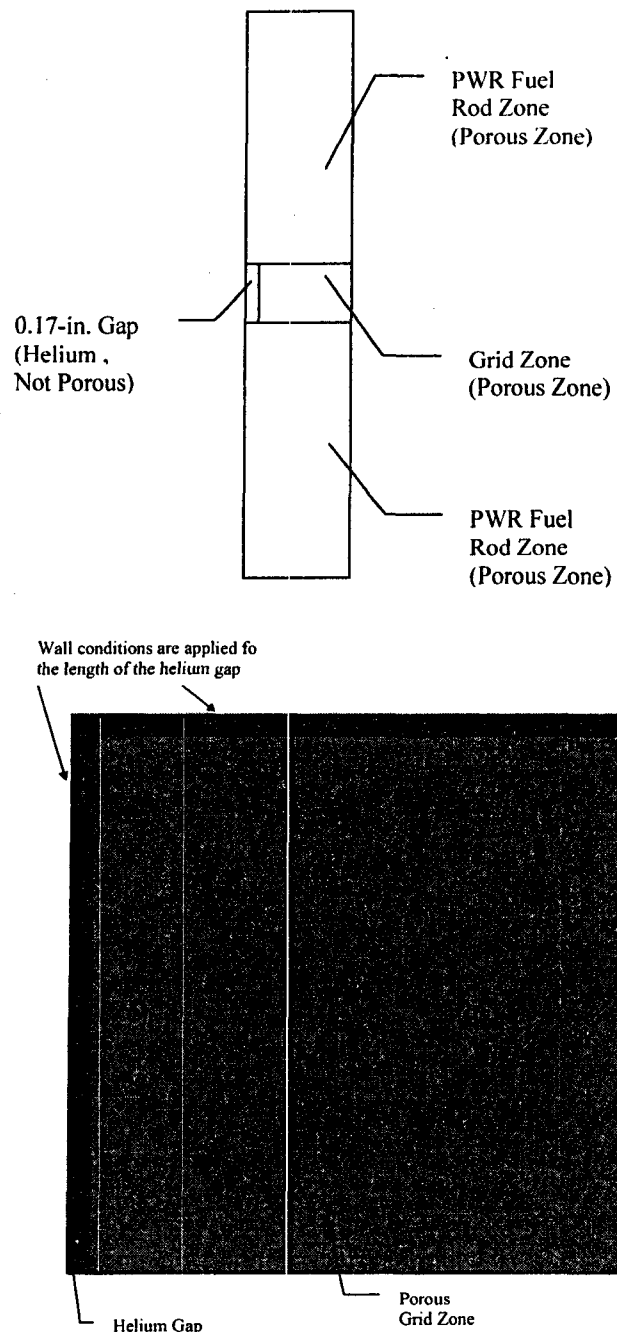 PWR Fuel
Rod Zone
(Porous Zone)
0.17-in. Gap
(Helium ,
Not Porous)
Grid Zone
(Porous Zone)
PWR Fuel
Rod Zone
(Porous Zone)
Wall conditions are applied fo
the length of the helium gap
Helium Gap
Porous
Grid Zone